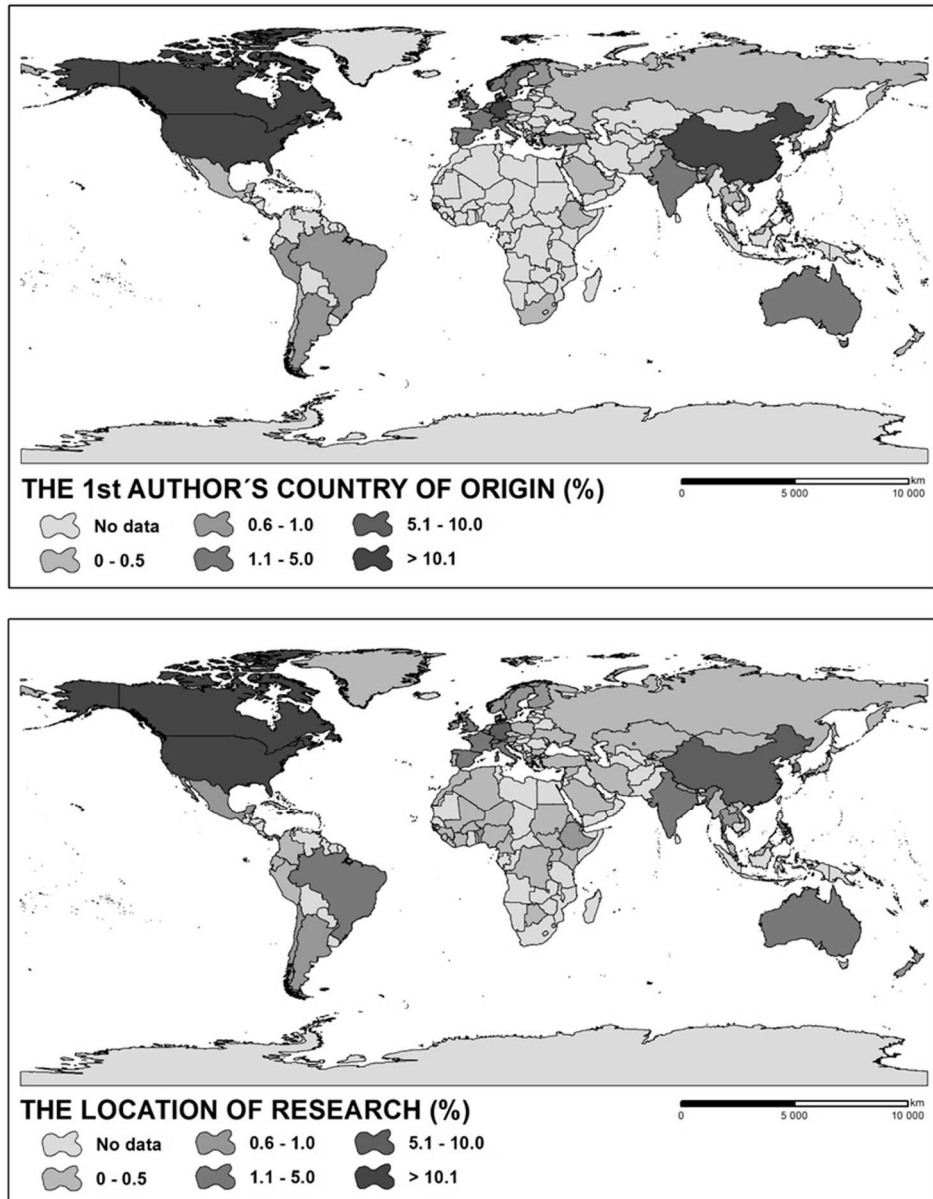 THE 1st AUTHOR´S COUNTRY OF ORIGIN (%)
km
0 5 000 10 000
No data 0.6 - 1.0 5.1 - 10.0
0 - 0.5 1.1 - 5.0 > 10.1
THE LOCATION OF RESEARCH (%)
km
0 5 000 10 000
No data 0.6 - 1.0 5.1 - 10.0
0 - 0.5 1.1 - 5.0 > 10.1